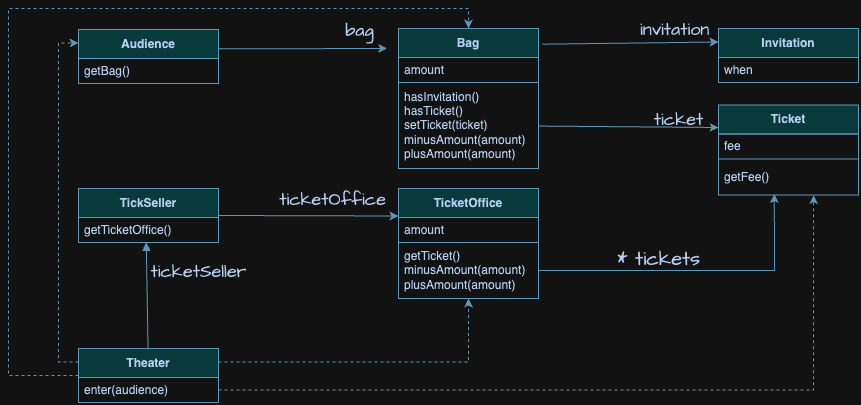 Audience
getBag()
bag
Bag
amount
hasInvitation()
hasTicket()
setTicket(ticket)
minusAmount(amount)
plusAmount(amount)
invitation
Invitation
when
ticket
Ticket
fee
getFee()
TickSeller
getTicketOffice()
ticketOffice
TicketOffice
amount
getTicket()
minusAmount(amount)
plusAmount(amount)
* tickets
ticketSeller
Theater
enter(audience)